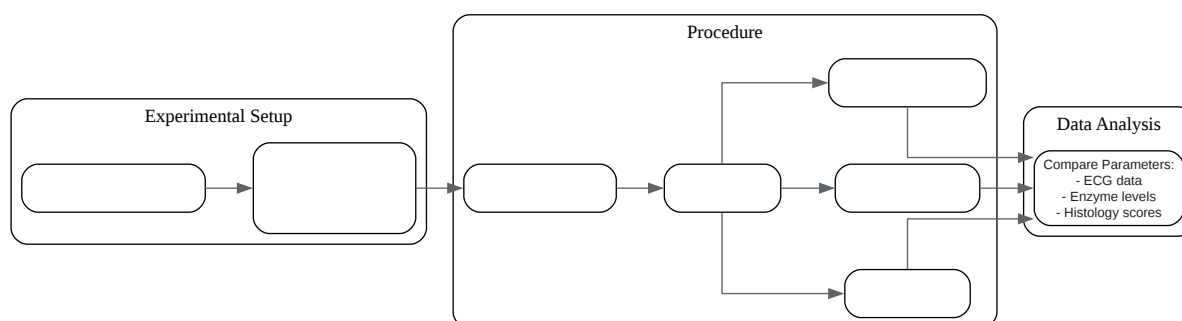 Procedure
Experimental Setup
Data Analysis
Compare Parameters:
- ECG data
- Enzyme levels
- Histology scores